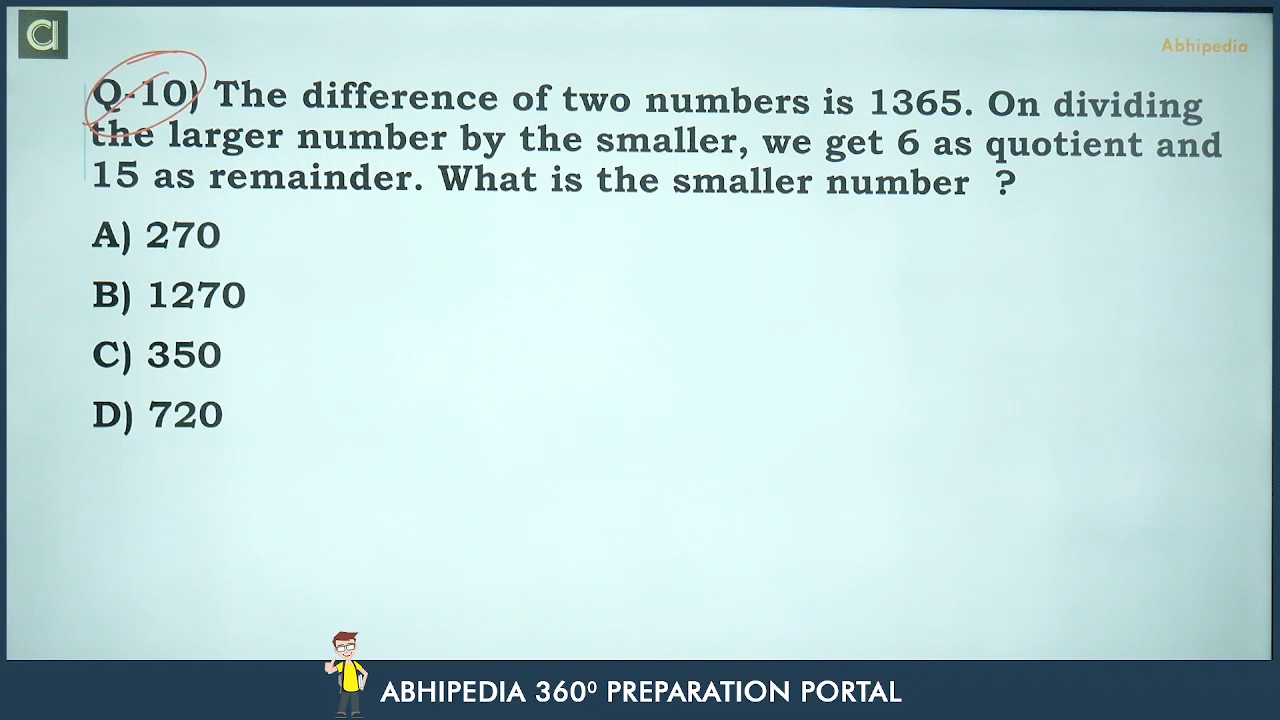 Abhipedia
Q-10) The difference of two numbers is 1365. On dividing
the larger number by the smaller, we get 6 as quotient and
15 as remainder. What is the smaller number ?
A) 270
B) 1270
C) 350
D) 720
ABHIPEDIA 360⁰ PREPARATION PORTAL